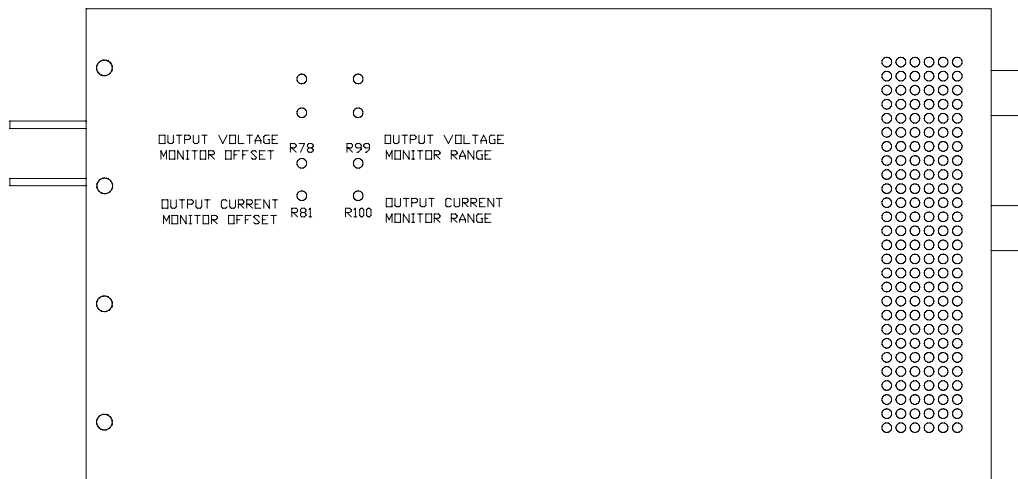 OUTPUT VOLTAGE
MONITOR OFFSET
R78
R99
OUTPUT VOLTAGE
MONITOR RANGE
OUTPUT CURRENT
MONITOR OFFSET
R81
R100
OUTPUT CURRENT
MONITOR RANGE